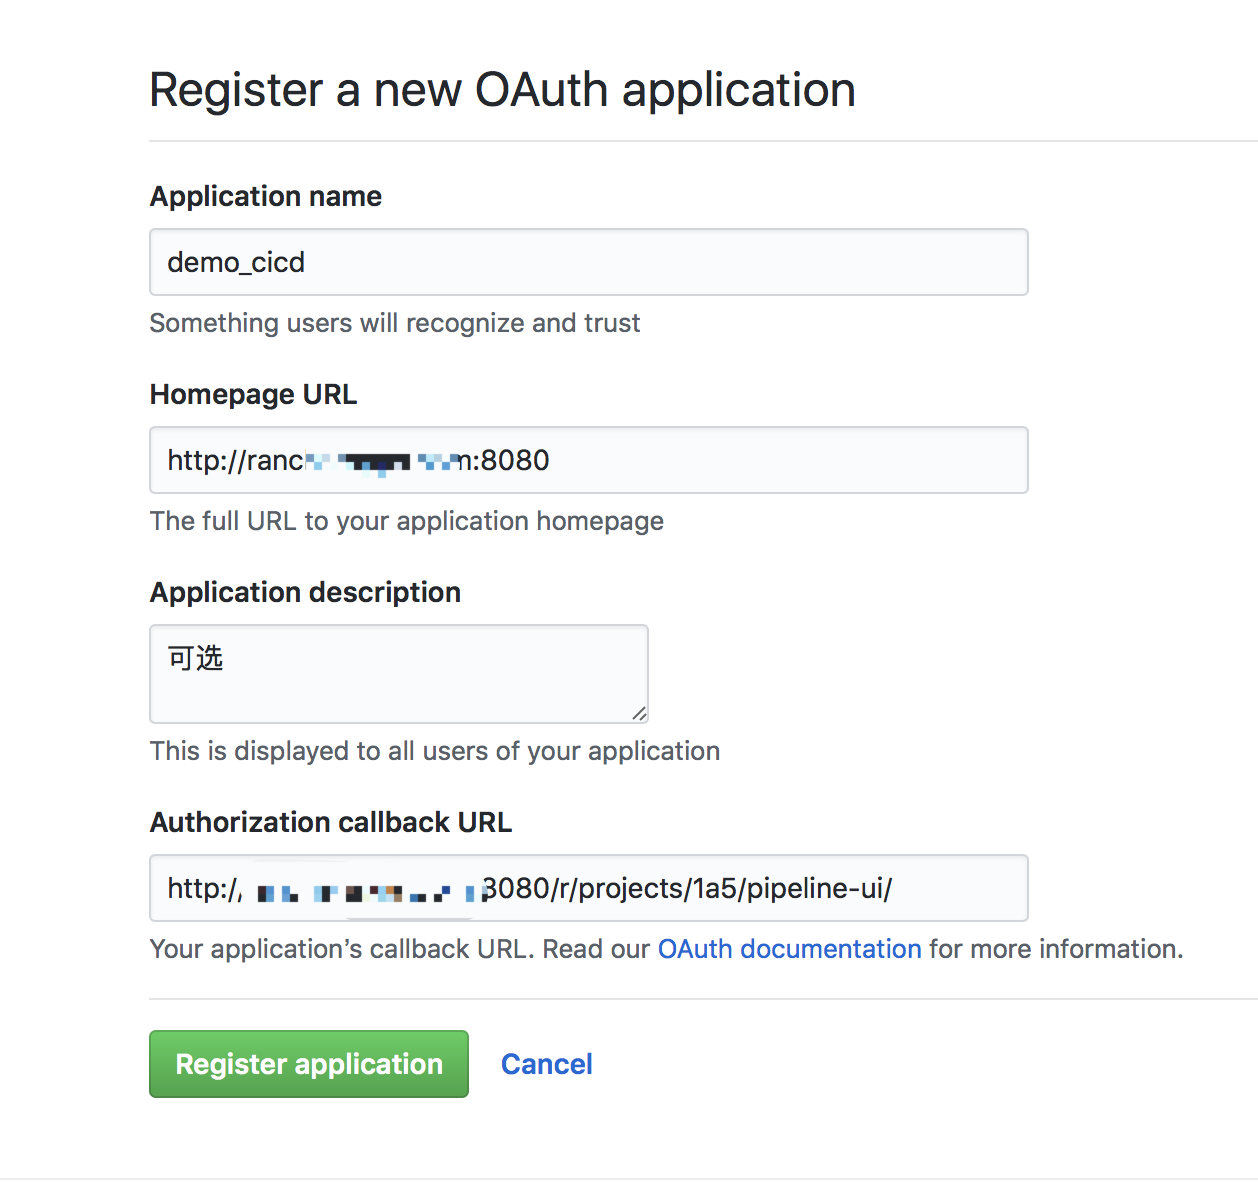 Register a new OAuth application
Application name
demo_cicd
Something users will recognize and trust
Homepage URL
http://ranc :8080
The full URL to your application homepage
Application description
可选
This is displayed to all users of your application
Authorization callback URL
http:/ 8080/r/projects/1a5/pipeline-ui/
Your application’s callback URL. Read our OAuth documentation for more information.
Register application Cancel